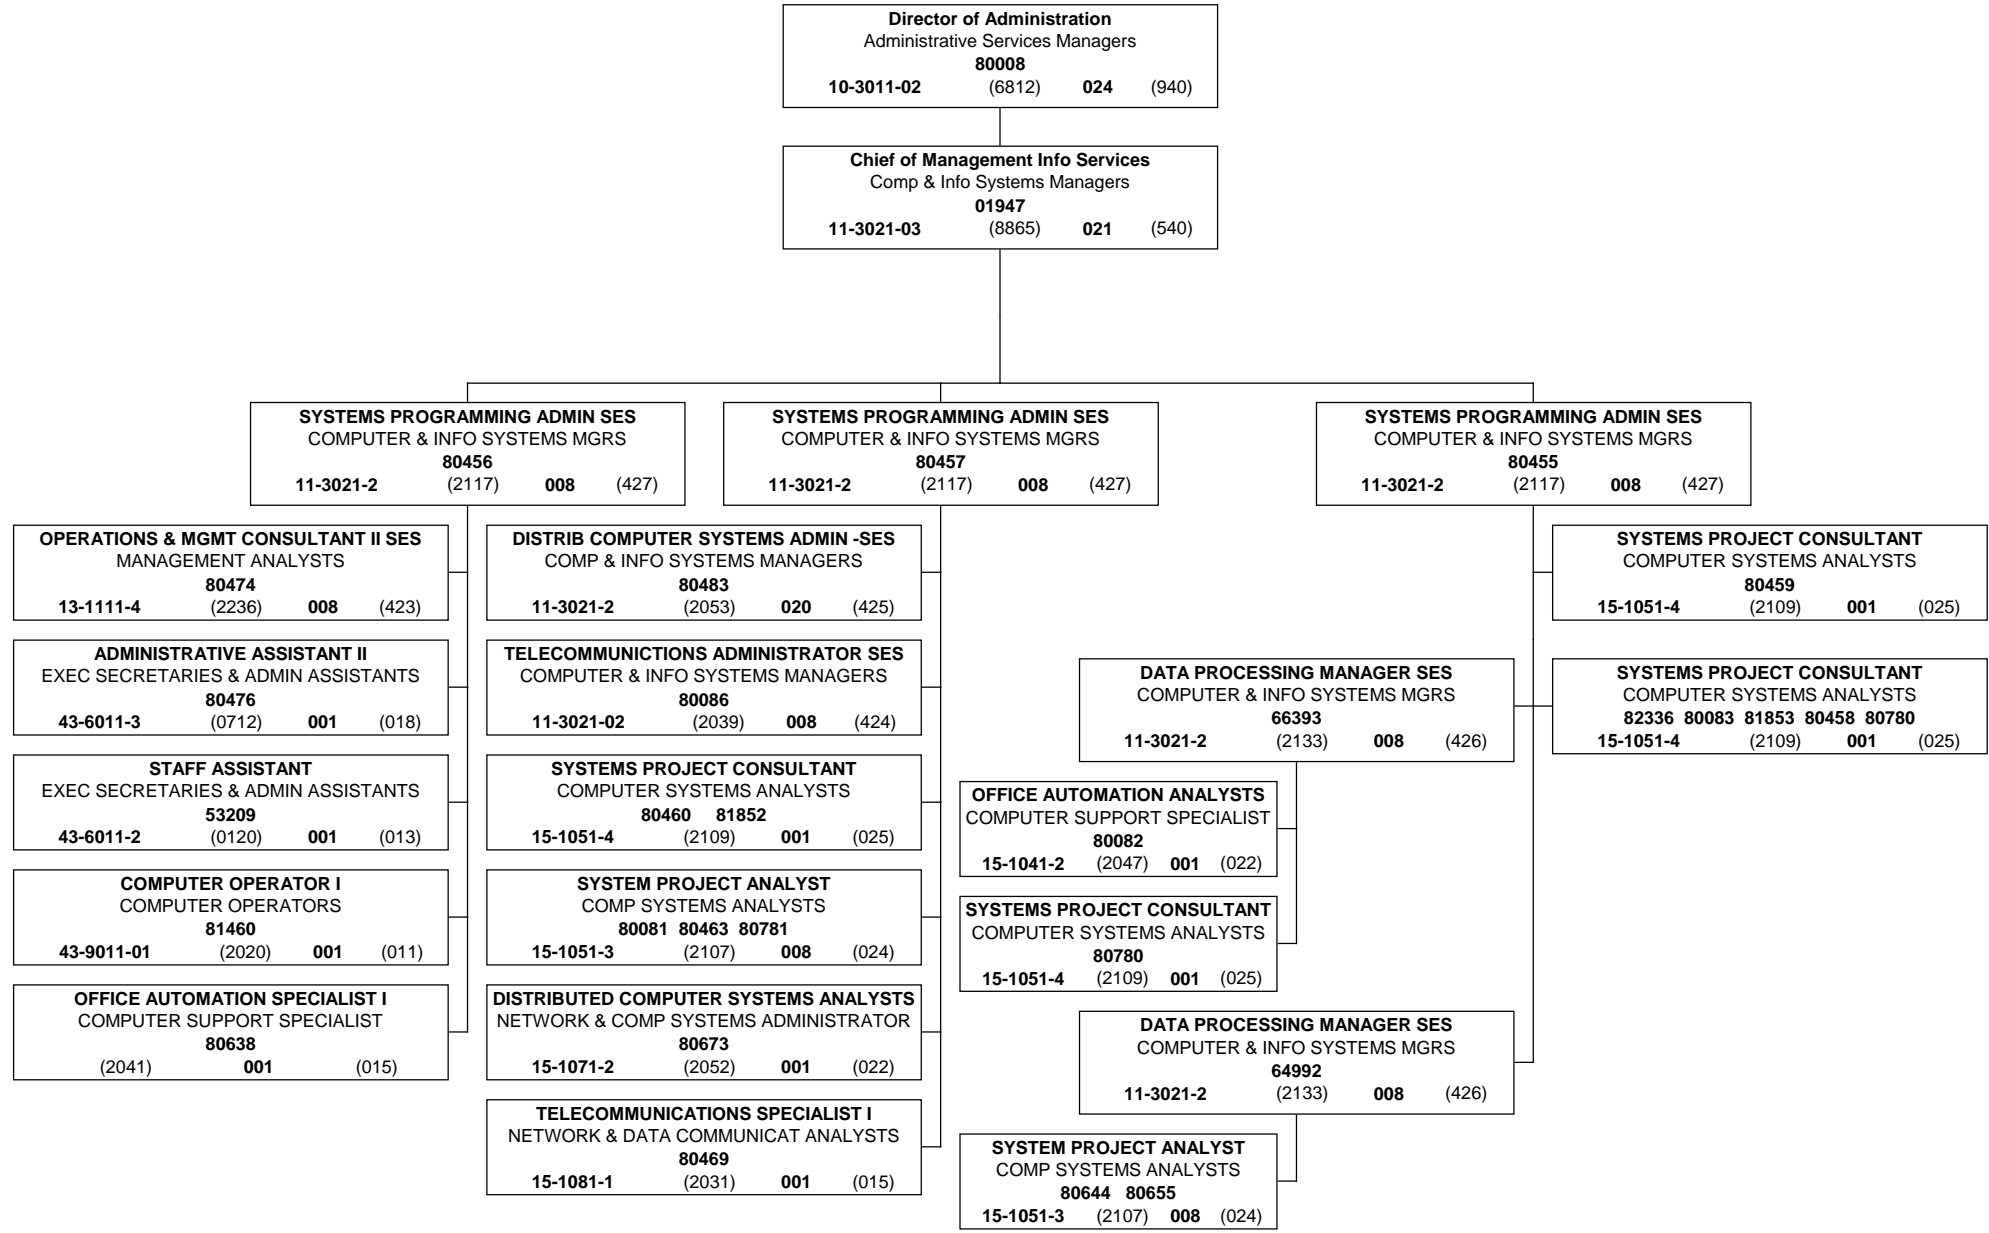 Director of Administration
Administrative Services Managers
80008
10-3011-02 (6812) 024 (940)
Chief of Management Info Services
Comp & Info Systems Managers
01947
11-3021-03 (8865) 021 (540)
SYSTEMS PROGRAMMING ADMIN SES
COMPUTER & INFO SYSTEMS MGRS
80456
11-3021-2 (2117) 008 (427)
OPERATIONS & MGMT CONSULTANT II SES
MANAGEMENT ANALYSTS
80474
13-1111-4 (2236) 008 (423)
ADMINISTRATIVE ASSISTANT II
EXEC SECRETARIES & ADMIN ASSISTANTS
80476
43-6011-3 (0712) 001 (018)
STAFF ASSISTANT
EXEC SECRETARIES & ADMIN ASSISTANTS
53209
43-6011-2 (0120) 001 (013)
COMPUTER OPERATOR I
COMPUTER OPERATORS
81460
43-9011-01 (2020) 001 (011)
OFFICE AUTOMATION SPECIALIST I
COMPUTER SUPPORT SPECIALIST
80638
(2041) 001 (015)
SYSTEMS PROGRAMMING ADMIN SES
COMPUTER & INFO SYSTEMS MGRS
80457
11-3021-2 (2117) 008 (427)
DISTRIB COMPUTER SYSTEMS ADMIN -SES
COMP & INFO SYSTEMS MANAGERS
80483
11-3021-2 (2053) 020 (425)
TELECOMMUNICTIONS ADMINISTRATOR SES
COMPUTER & INFO SYSTEMS MANAGERS
80086
11-3021-02 (2039) 008 (424)
SYSTEMS PROJECT CONSULTANT
COMPUTER SYSTEMS ANALYSTS
80460 81852
15-1051-4 (2109) 001 (025)
SYSTEM PROJECT ANALYST
COMP SYSTEMS ANALYSTS
80081 80463 80781
15-1051-3 (2107) 008 (024)
DISTRIBUTED COMPUTER SYSTEMS ANALYSTS
NETWORK & COMP SYSTEMS ADMINISTRATOR
80673
15-1071-2 (2052) 001 (022)
TELECOMMUNICATIONS SPECIALIST I
NETWORK & DATA COMMUNICAT ANALYSTS
80469
15-1081-1 (2031) 001 (015)
SYSTEMS PROGRAMMING ADMIN SES
COMPUTER & INFO SYSTEMS MGRS
80455
11-3021-2 (2117) 008 (427)
SYSTEMS PROJECT CONSULTANT
COMPUTER SYSTEMS ANALYSTS
80459
15-1051-4 (2109) 001 (025)
DATA PROCESSING MANAGER SES
COMPUTER & INFO SYSTEMS MGRS
66393
11-3021-2 (2133) 008 (426)
SYSTEMS PROJECT CONSULTANT
COMPUTER SYSTEMS ANALYSTS
82336 80083 81853 80458 80780
15-1051-4 (2109) 001 (025)
OFFICE AUTOMATION ANALYSTS
COMPUTER SUPPORT SPECIALIST
80082
15-1041-2 (2047) 001 (022)
SYSTEMS PROJECT CONSULTANT
COMPUTER SYSTEMS ANALYSTS
80780
15-1051-4 (2109) 001 (025)
DATA PROCESSING MANAGER SES
COMPUTER & INFO SYSTEMS MGRS
64992
11-3021-2 (2133) 008 (426)
SYSTEM PROJECT ANALYST
COMP SYSTEMS ANALYSTS
80644 80655
15-1051-3 (2107) 008 (024)